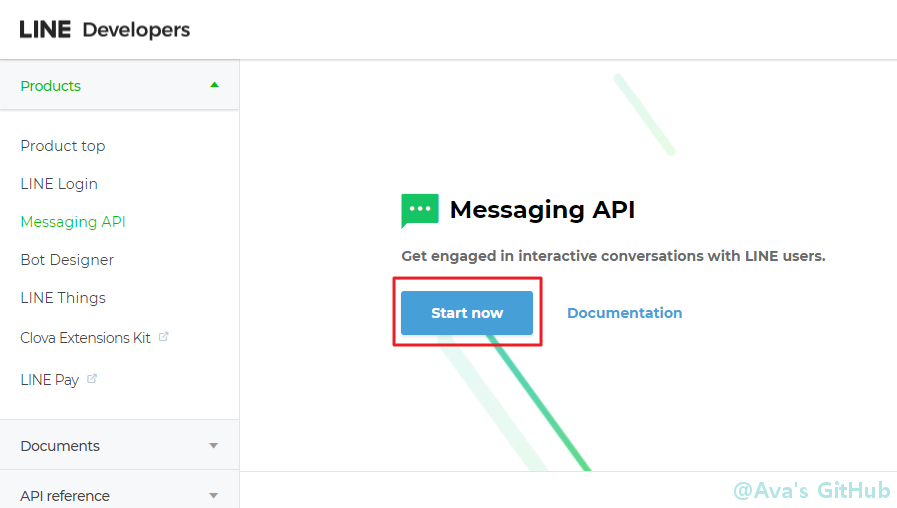 LINE Developers
Products
Product top
LINE Login
Messaging API
Bot Designer
LINE Things
Clova Extensions Kit
LINE Pay
Documents
API reference
Messaging API
Get engaged in interactive conversations with LINE users.
Start now
Documentation
@Ava's GitHub